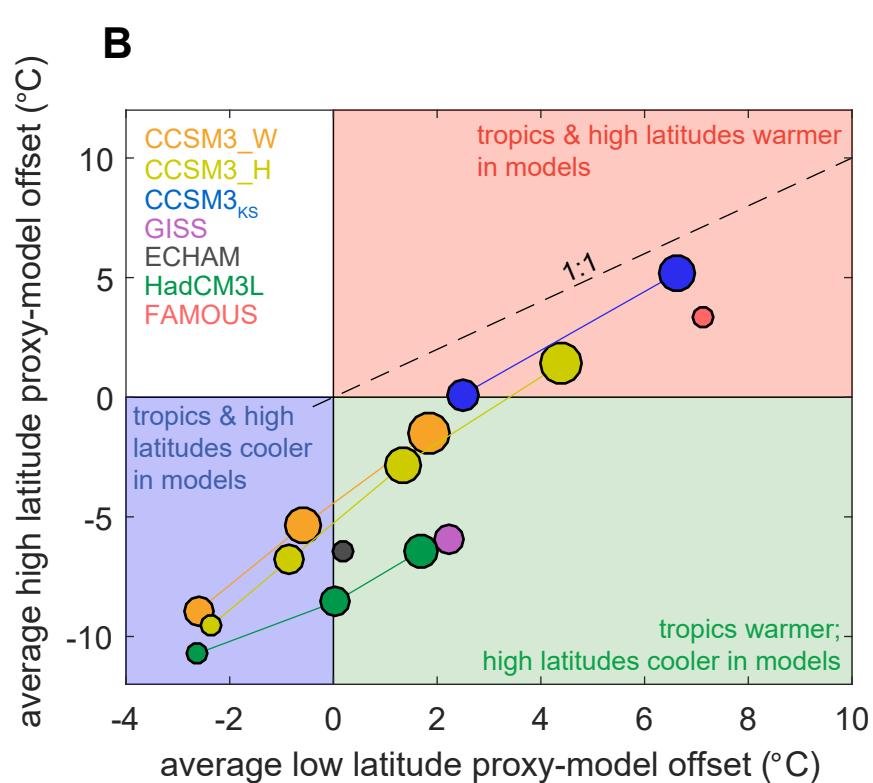 B
average high latitude proxy-model offset (°C)
CCSM3_W
CCSM3_H
CCSM3KS
GISS
ECHAM
HadCM3L
FAMOUS
tropics & high latitudes warmer
in models
1:1
tropics & high
latitudes cooler
in models
tropics warmer;
high latitudes cooler in models
10
5
0
-5
-10
-4 -2 0 2 4 6 8 10
average low latitude proxy-model offset (°C)